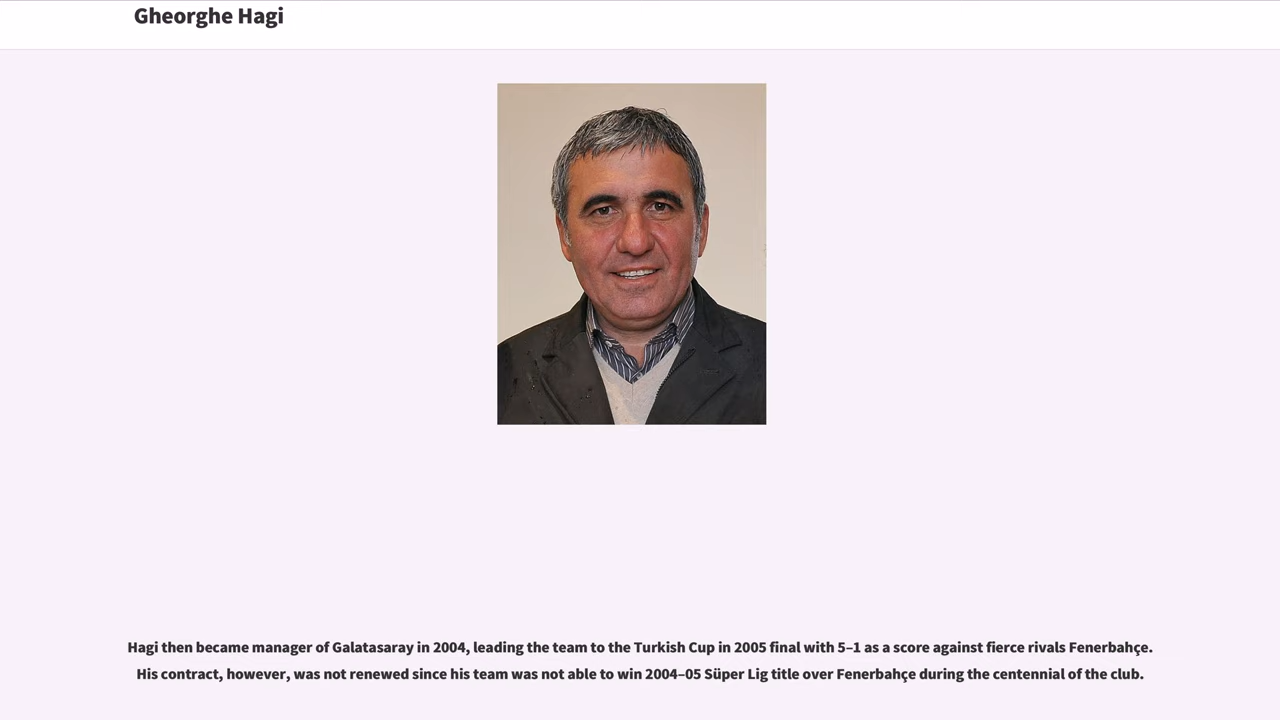 Gheorghe Hagi
Hagi then became manager of Galatasaray in 2004, leading the team to the Turkish Cup in 2005 final with 5–1 as a score against fierce rivals Fenerbahçe.
His contract, however, was not renewed since his team was not able to win 2004–05 Süper Lig title over Fenerbahçe during the centennial of the club.